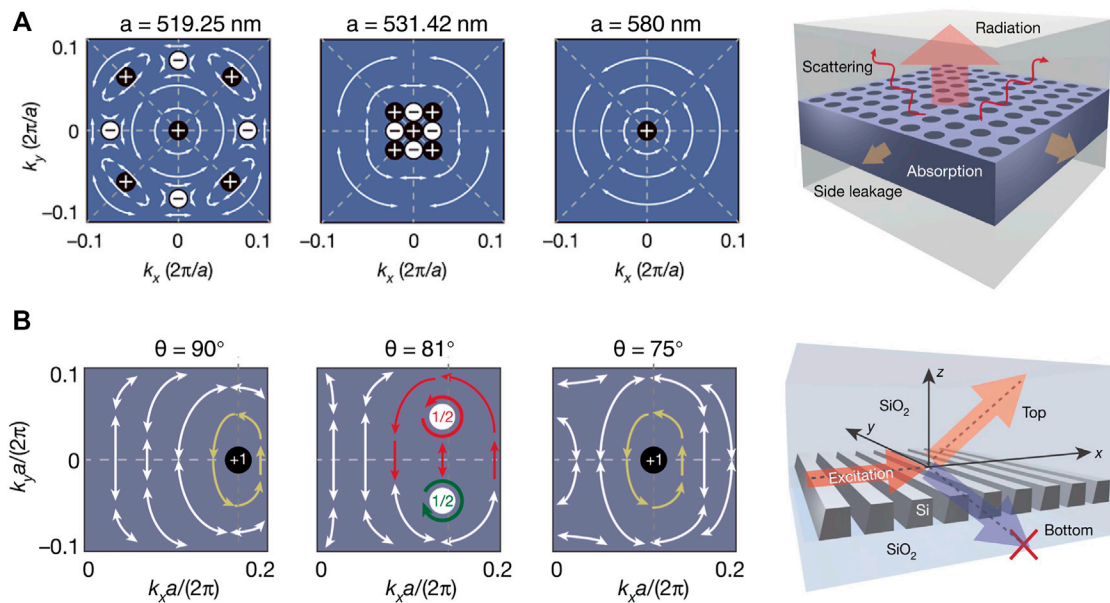 A
a = 519.25 nm
a = 531.42 nm
a = 580 nm
0.1
0
−0.1
k_y (2π/a)
+
−
+
−
+
−
+
−
+
+
−
+
−
+
−
+
−
+
+
−0.1 0 0.1
−0.1 0 0.1
−0.1 0 0.1
k_x (2π/a)
k_x (2π/a)
k_x (2π/a)
Radiation
Scattering
Absorption
Side leakage
B
θ = 90°
θ = 81°
θ = 75°
0.1
0
−0.1
k_y a/(2π)
+1
1/2
1/2
+1
0 0.2
0 0.2
0 0.2
k_x a/(2π)
k_x a/(2π)
k_x a/(2π)
z
SiO₂
Top
y
x
Excitation
Si
Bottom
SiO₂